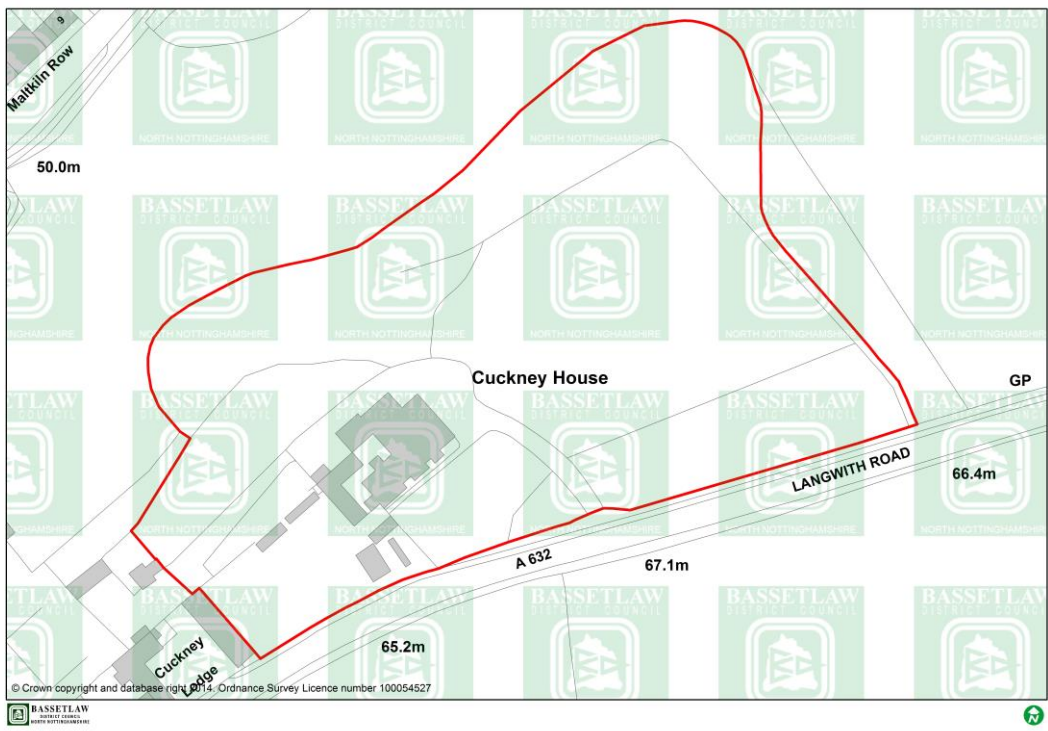 9
Maltkiln Row
50.0m
Cuckney House
GP
LANGWITH ROAD
66.4m
A 632
67.1m
65.2m
Cuckney
Lodge
© Crown copyright and database right 2014. Ordnance Survey Licence number 100054527
BASSETLAW
DISTRICT COUNCIL
NORTH NOTTINGHAMSHIRE
N